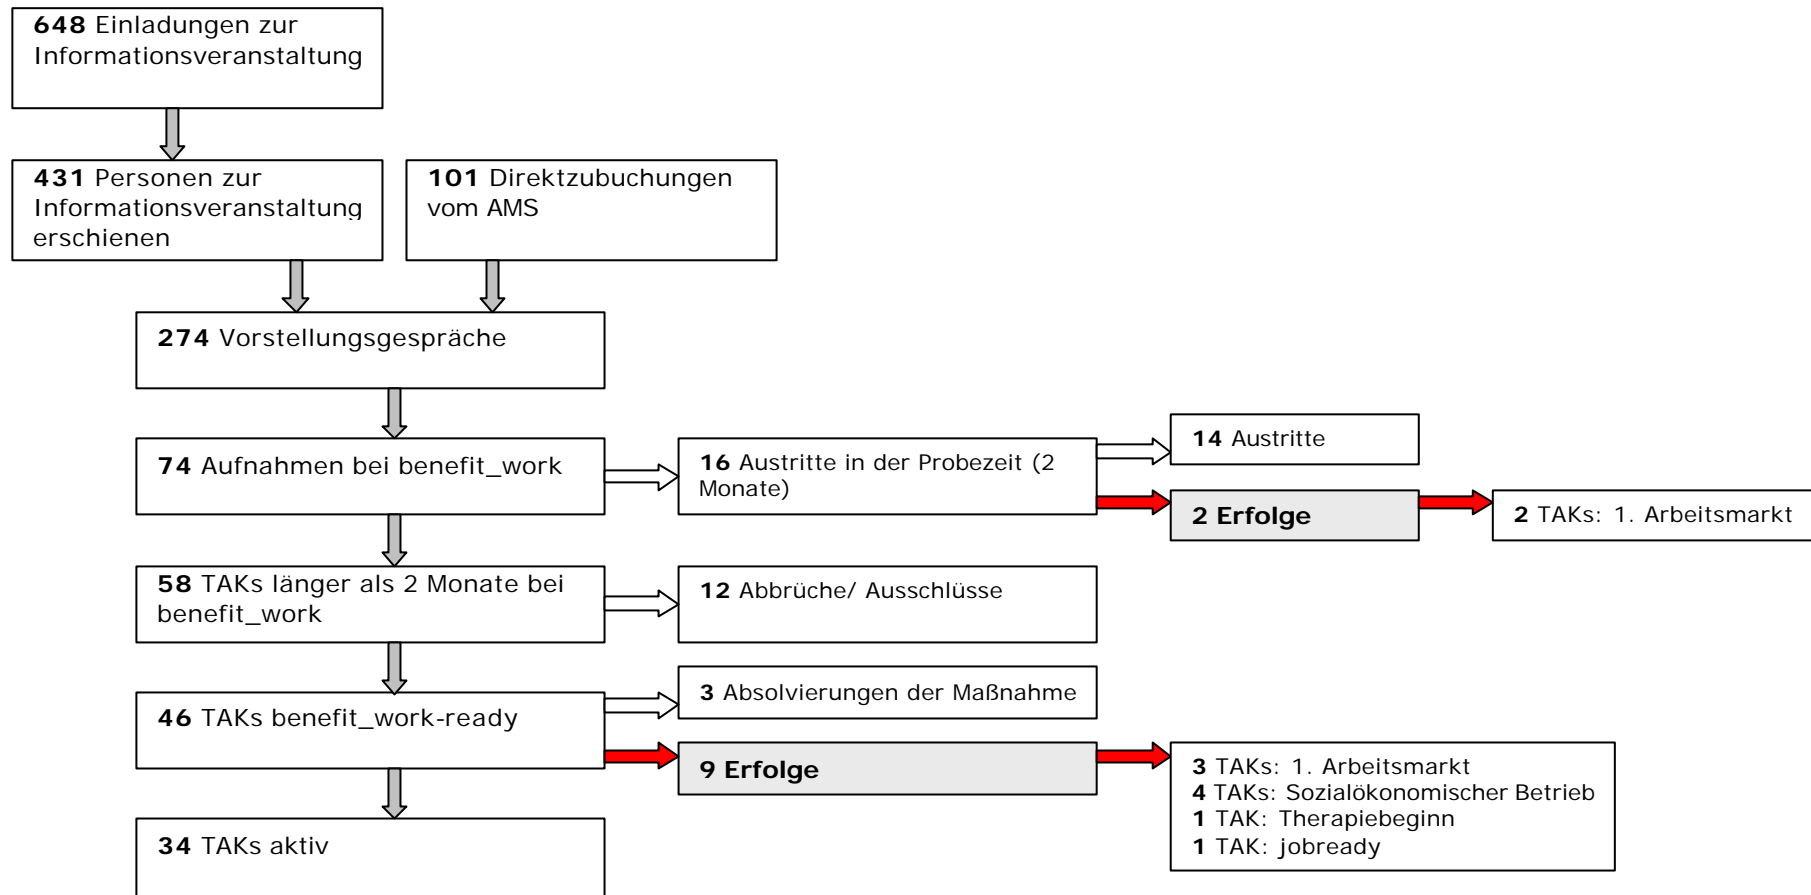 648 Einladungen zur
Informationsveranstaltung
431 Personen zur
Informationsveranstaltung
erschienen
101 Direktzubuchungen
vom AMS
274 Vorstellungsgespräche
74 Aufnahmen bei benefit_work
16 Austritte in der Probezeit (2
Monate)
14 Austritte
2 Erfolge
2 TAKs: 1. Arbeitsmarkt
58 TAKs länger als 2 Monate bei
benefit_work
12 Abbrüche/ Ausschlüsse
46 TAKs benefit_work-ready
3 Absolvierungen der Maßnahme
9 Erfolge
3 TAKs: 1. Arbeitsmarkt
4 TAKs: Sozialökonomischer Betrieb
1 TAK: Therapiebeginn
1 TAK: jobready
34 TAKs aktiv